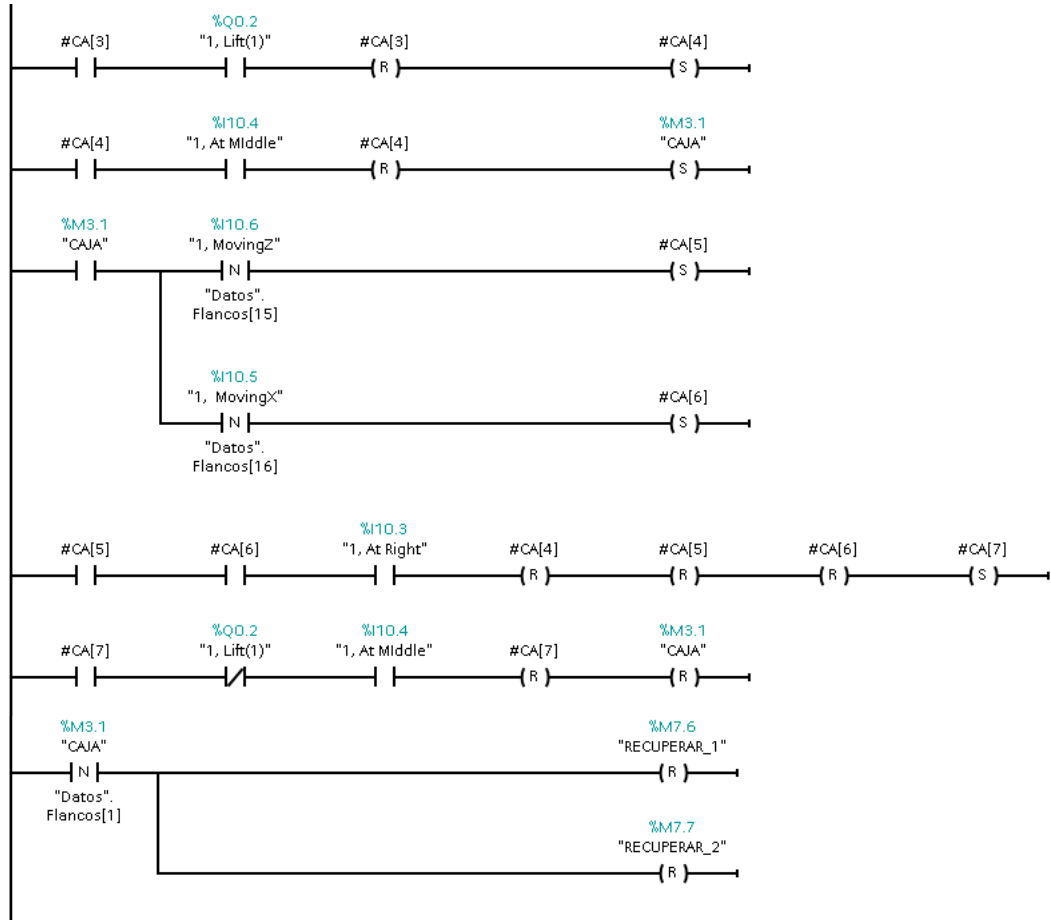 %Q0.2
#CA[3] "1, Lift(1)" #CA[3] #CA[4]
R S
%I10.4 %M3.1
#CA[4] "1, At MIddle" #CA[4] "CAJA"
R S
%M3.1 %I10.6
"CAJA" "1, MovingZ" #CA[5]
N S
"Datos".
Flancos[15]
%I10.5
"1, MovingX" #CA[6]
N S
"Datos".
Flancos[16]
%I10.3
#CA[5] #CA[6] "1, At Right" #CA[4] #CA[5] #CA[6] #CA[7]
R R R S
%Q0.2 %I10.4 %M3.1
#CA[7] "1, Lift(1)" "1, At MIddle" #CA[7] "CAJA"
R R
%M3.1 %M7.6
"CAJA" "RECUPERAR_1"
N R
"Datos".
Flancos[1]
%M7.7
"RECUPERAR_2"
R